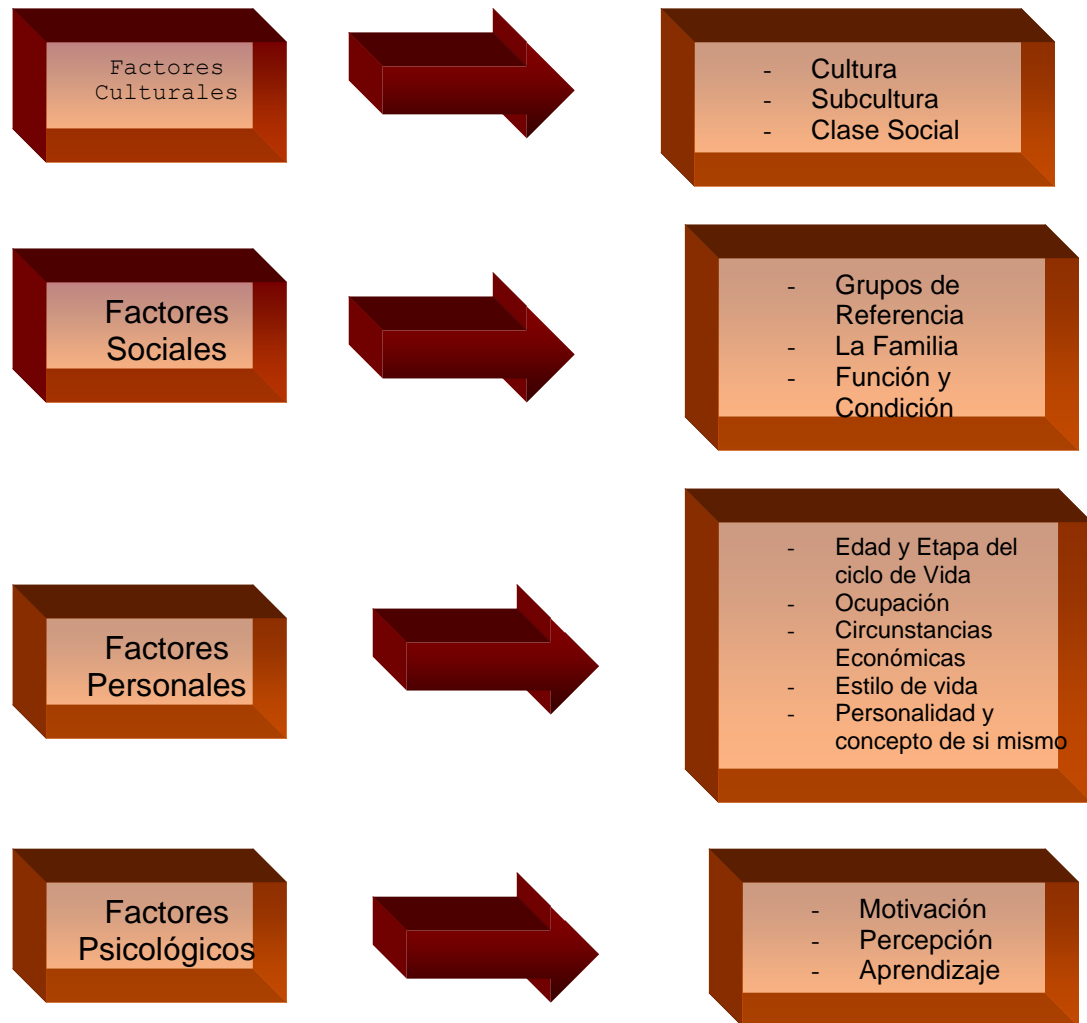 Factores
Culturales
- Cultura
- Subcultura
- Clase Social
Factores
Sociales
- Grupos de
Referencia
- La Familia
- Función y
Condición
Factores
Personales
- Edad y Etapa del
ciclo de Vida
- Ocupación
- Circunstancias
Económicas
- Estilo de vida
- Personalidad y
concepto de si mismo
Factores
Psicológicos
- Motivación
- Percepción
- Aprendizaje